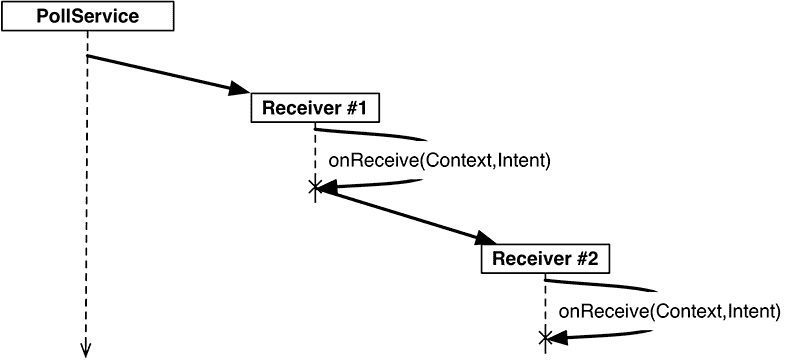 PollService
Receiver #1
onReceive(Context,Intent)
Receiver #2
onReceive(Context,Intent)